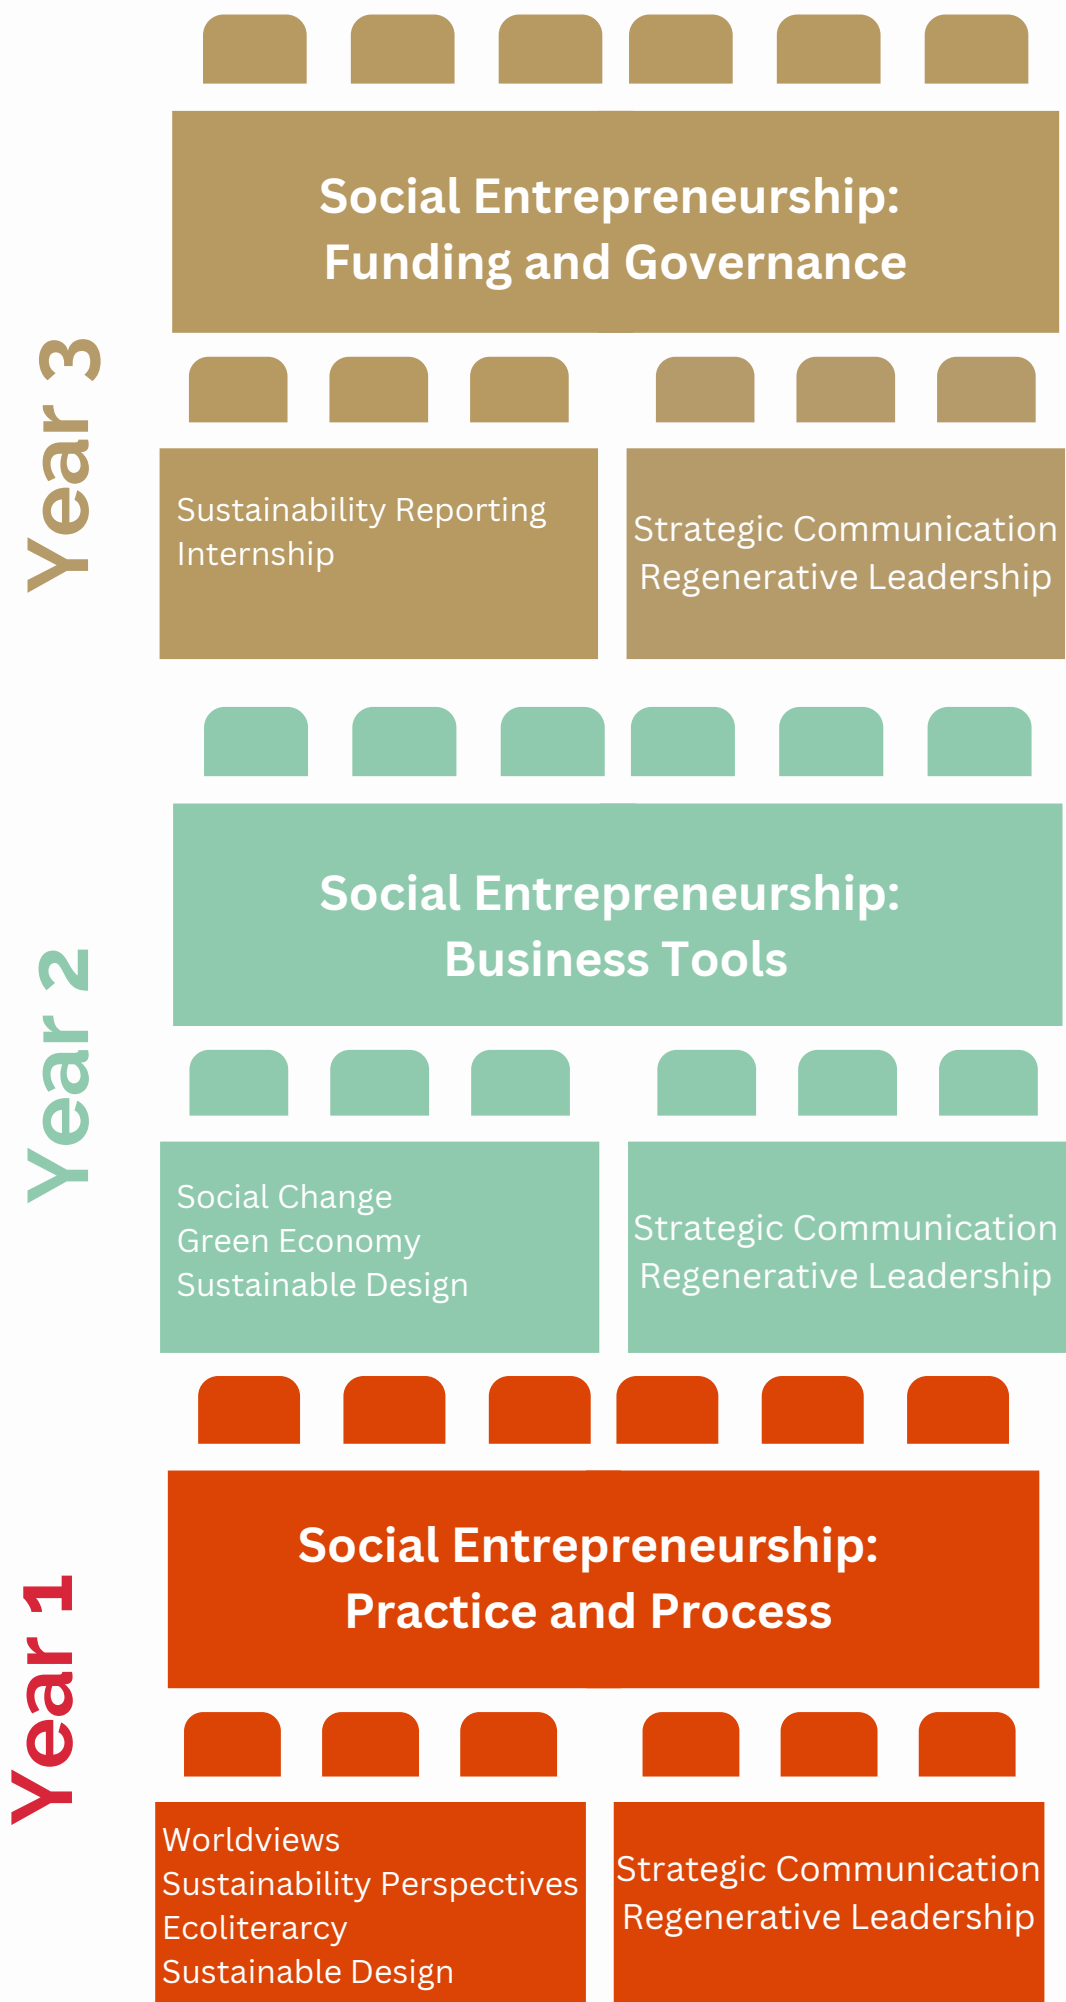 Year 3
Social Entrepreneurship:
Funding and Governance
Sustainability Reporting
Internship
Strategic Communication
Regenerative Leadership
Year 2
Social Entrepreneurship:
Business Tools
Social Change
Green Economy
Sustainable Design
Strategic Communication
Regenerative Leadership
Year 1
Social Entrepreneurship:
Practice and Process
Worldviews
Sustainability Perspectives
Ecoliterarcy
Sustainable Design
Strategic Communication
Regenerative Leadership